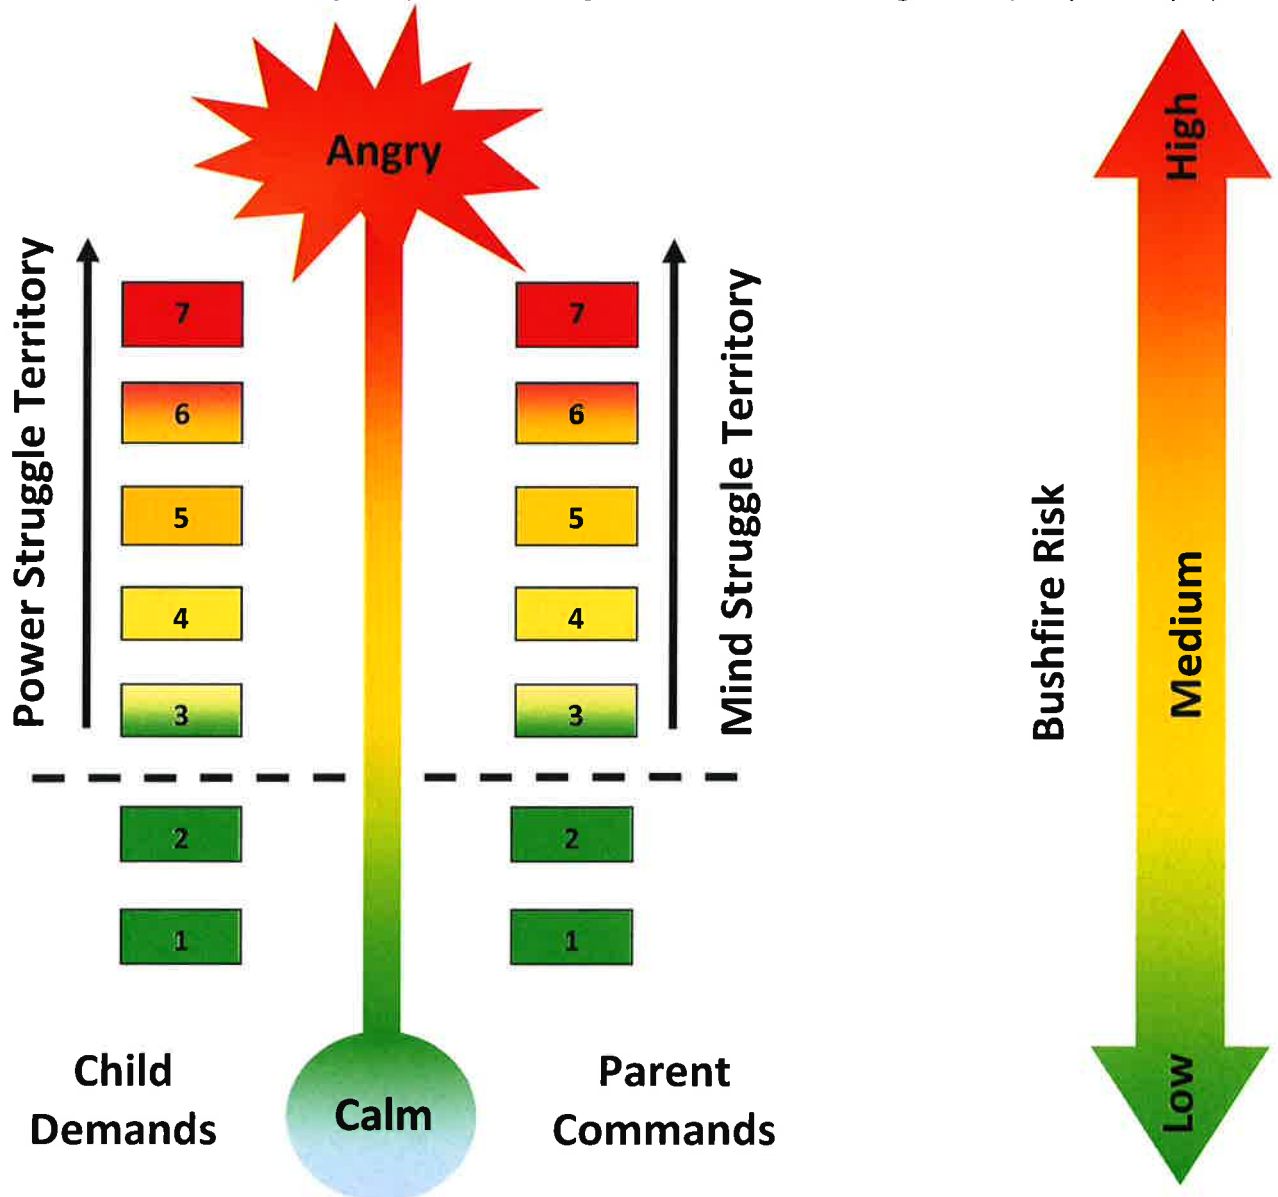 Angry
High
Power Struggle Territory
7
7
Mind Struggle Territory
6
6
5
5
Bushfire Risk
Medium
4
4
3
3
2
2
1
1
Child
Demands
Calm
Parent
Commands
Low